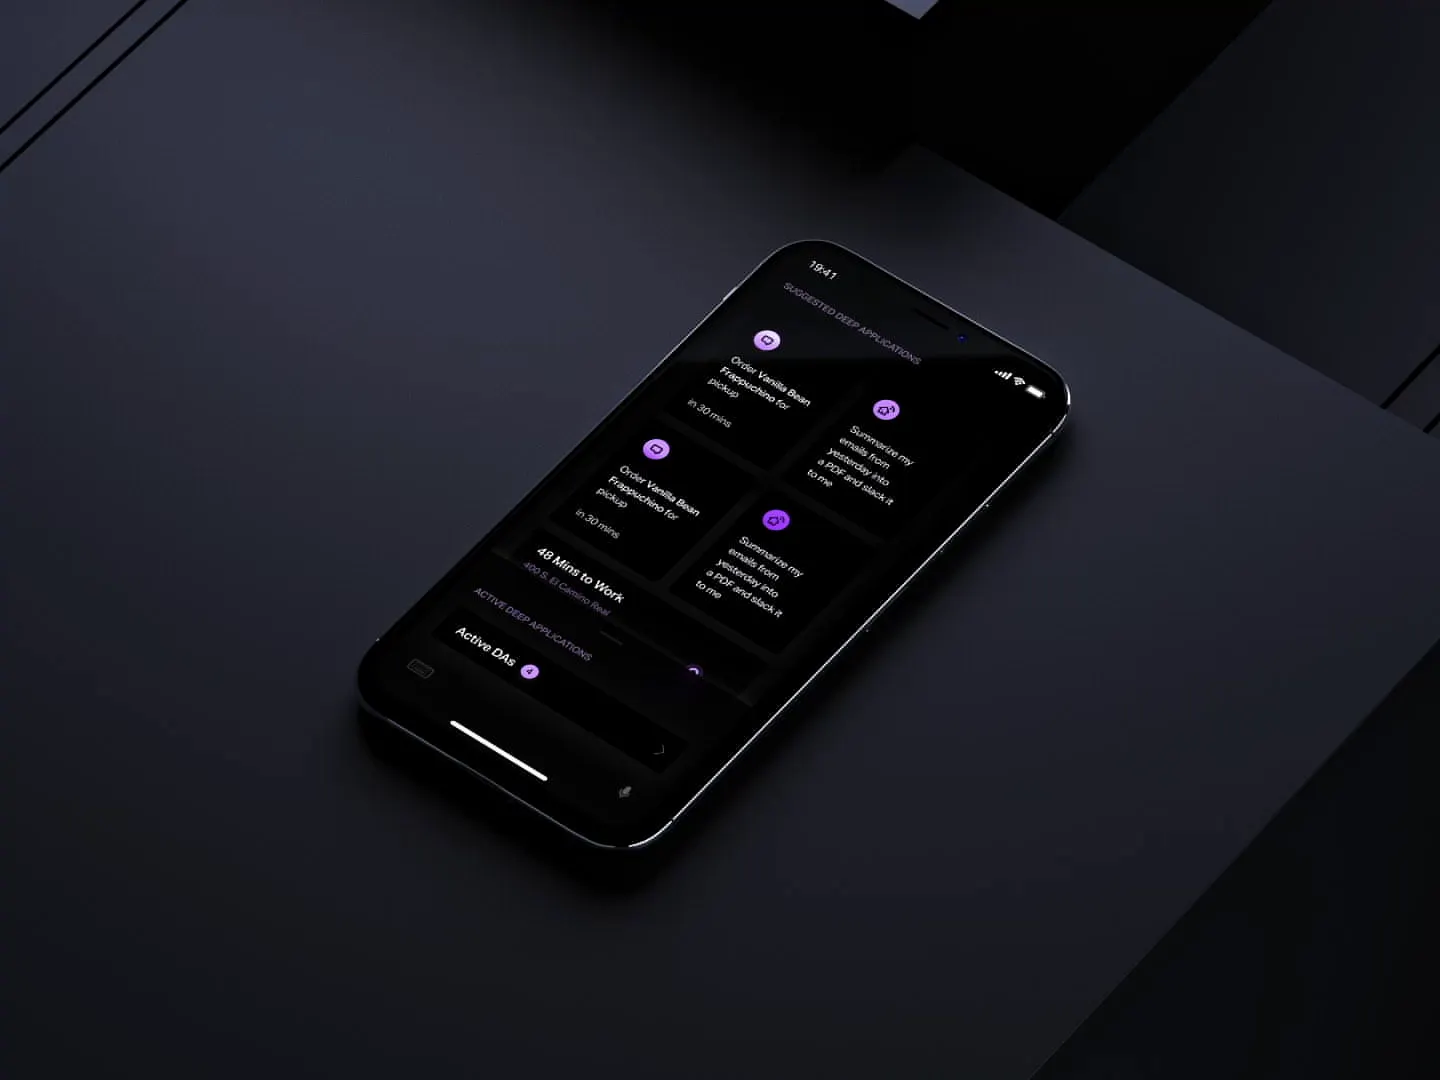 19:41
SUGGESTED DEEP APPLICATIONS
Order Vanilla Bean
Frappuchino for
pickup
in 30 mins
Summarize my
emails from
yesterday into
a PDF and slack it
to me
Order Vanilla Bean
Frappuchino for
pickup
in 30 mins
Summarize my
emails from
yesterday into
a PDF and slack it
to me
48 Mins to Work
400 S. El Camino Real
ACTIVE DEEP APPLICATIONS
Active DAs 4